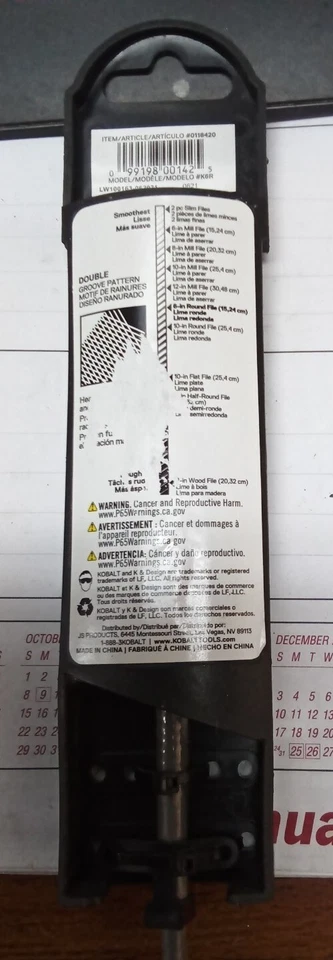 ITEM/ARTICLE/ARTÍCULO #0118420
0 99198 00142 5
MODEL/MODÈLE/MODELO #K6R
0621
Smoothest
Lisse
Más suave
DOUBLE
GROOVE PATTERN
MOTIF DE RAINURES
DISEÑO RANURADO
2 pc Slim Files
2 pièces de limes minces
2 limas finas
6-in Mill File (15,24 cm)
Lime à parer
Lima de aserrar
8-in Mill File (20,32 cm)
Lime à parer
Lima de aserrar
10-in Mill File (25,4 cm)
Lime à parer
Lima de aserrar
12-in Mill File (30,48 cm)
Lime à parer
Lima de aserrar
6-in Round File (15,24 cm)
Lime ronde
Lima redonda
10-in Round File (25,4 cm)
Lime ronde
Lima redonda
10-in Flat File (25,4 cm)
Lime plate
Lima plana
in Half-Round File
cm)
demi-ronde
semirredonda
-in Wood File (20,32 cm)
Lime à bois
Lima para madera
WARNING. Cancer and Reproductive Harm.
www.P65Warnings.ca.gov
AVERTISSEMENT : Cancer et dommages à
l'appareil reproducteur.
www.P65Warnings.ca.gov
ADVERTENCIA: Cáncer y daño reproductivo.
www.P65Warnings.ca.gov
KOBALT and K & Design are trademarks or registered
trademarks of LF, LLC. All rights reserved.
KOBALT et K & Design sont des marques de commerce
ou des marques de commerce déposées de LF, LLC.
Tous droits réservés.
KOBALT y K & Design son marcas comerciales o
registradas de LF, LLC. Todos los derechos reservados.
Distributed by/Distribué par/Distribuido por:
JS PRODUCTS, 6445 Montessouri Street, Las Vegas, NV 89113
1-888-3KOBALT | www.KOBALTTOOLS.com
MADE IN CHINA | FABRIQUÉ À CHINE | HECHO EN CHINA
OCTOB
S M
1 2
8 9
15 16
22 23
29 30
DECEMBER
S M T W
3 4 5 6
10 11 12 13
17 18 19 20
24/31 25 26 27